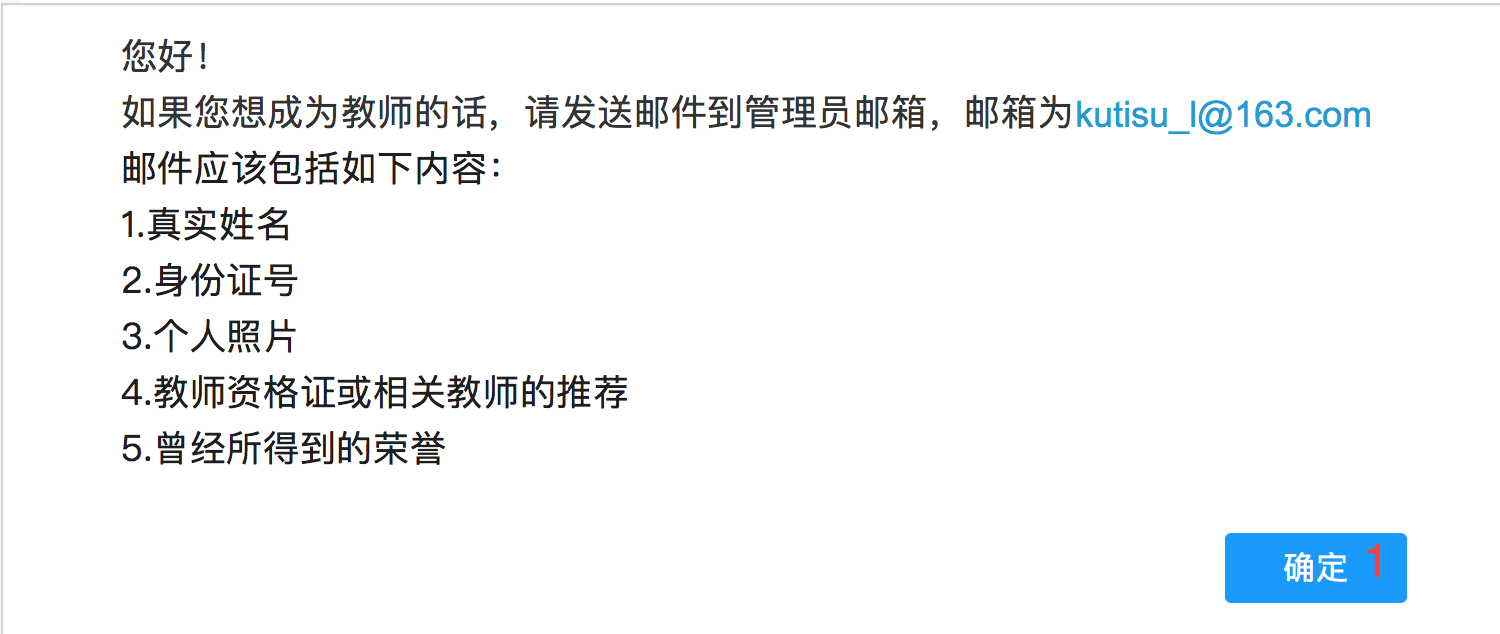 您好！
如果您想成为教师的话，请发送邮件到管理员邮箱，邮箱为kutisu_l@163.com
邮件应该包括如下内容：
1.真实姓名
2.身份证号
3.个人照片
4.教师资格证或相关教师的推荐
5.曾经所得到的荣誉
确定 1